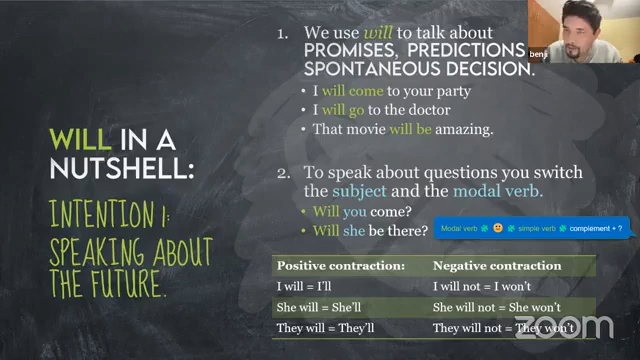 WILL IN A
NUTSHELL:
INTENTION 1:
SPEAKING ABOUT
THE FUTURE.
1. We use will to talk about
PROMISES, PREDICTIONS
SPONTANEOUS DECISION.
• I will come to your party
• I will go to the doctor
• That movie will be amazing.
2. To speak about questions you switch
the subject and the modal verb.
• Will you come?
• Will she be there?
Modal verb simple verb complement + ?
Positive contraction: Negative contraction
I will = I'll I will not = I won't
She will = She'll She will not = She won't
They will = They'll They will not = They won't
benj
zoom